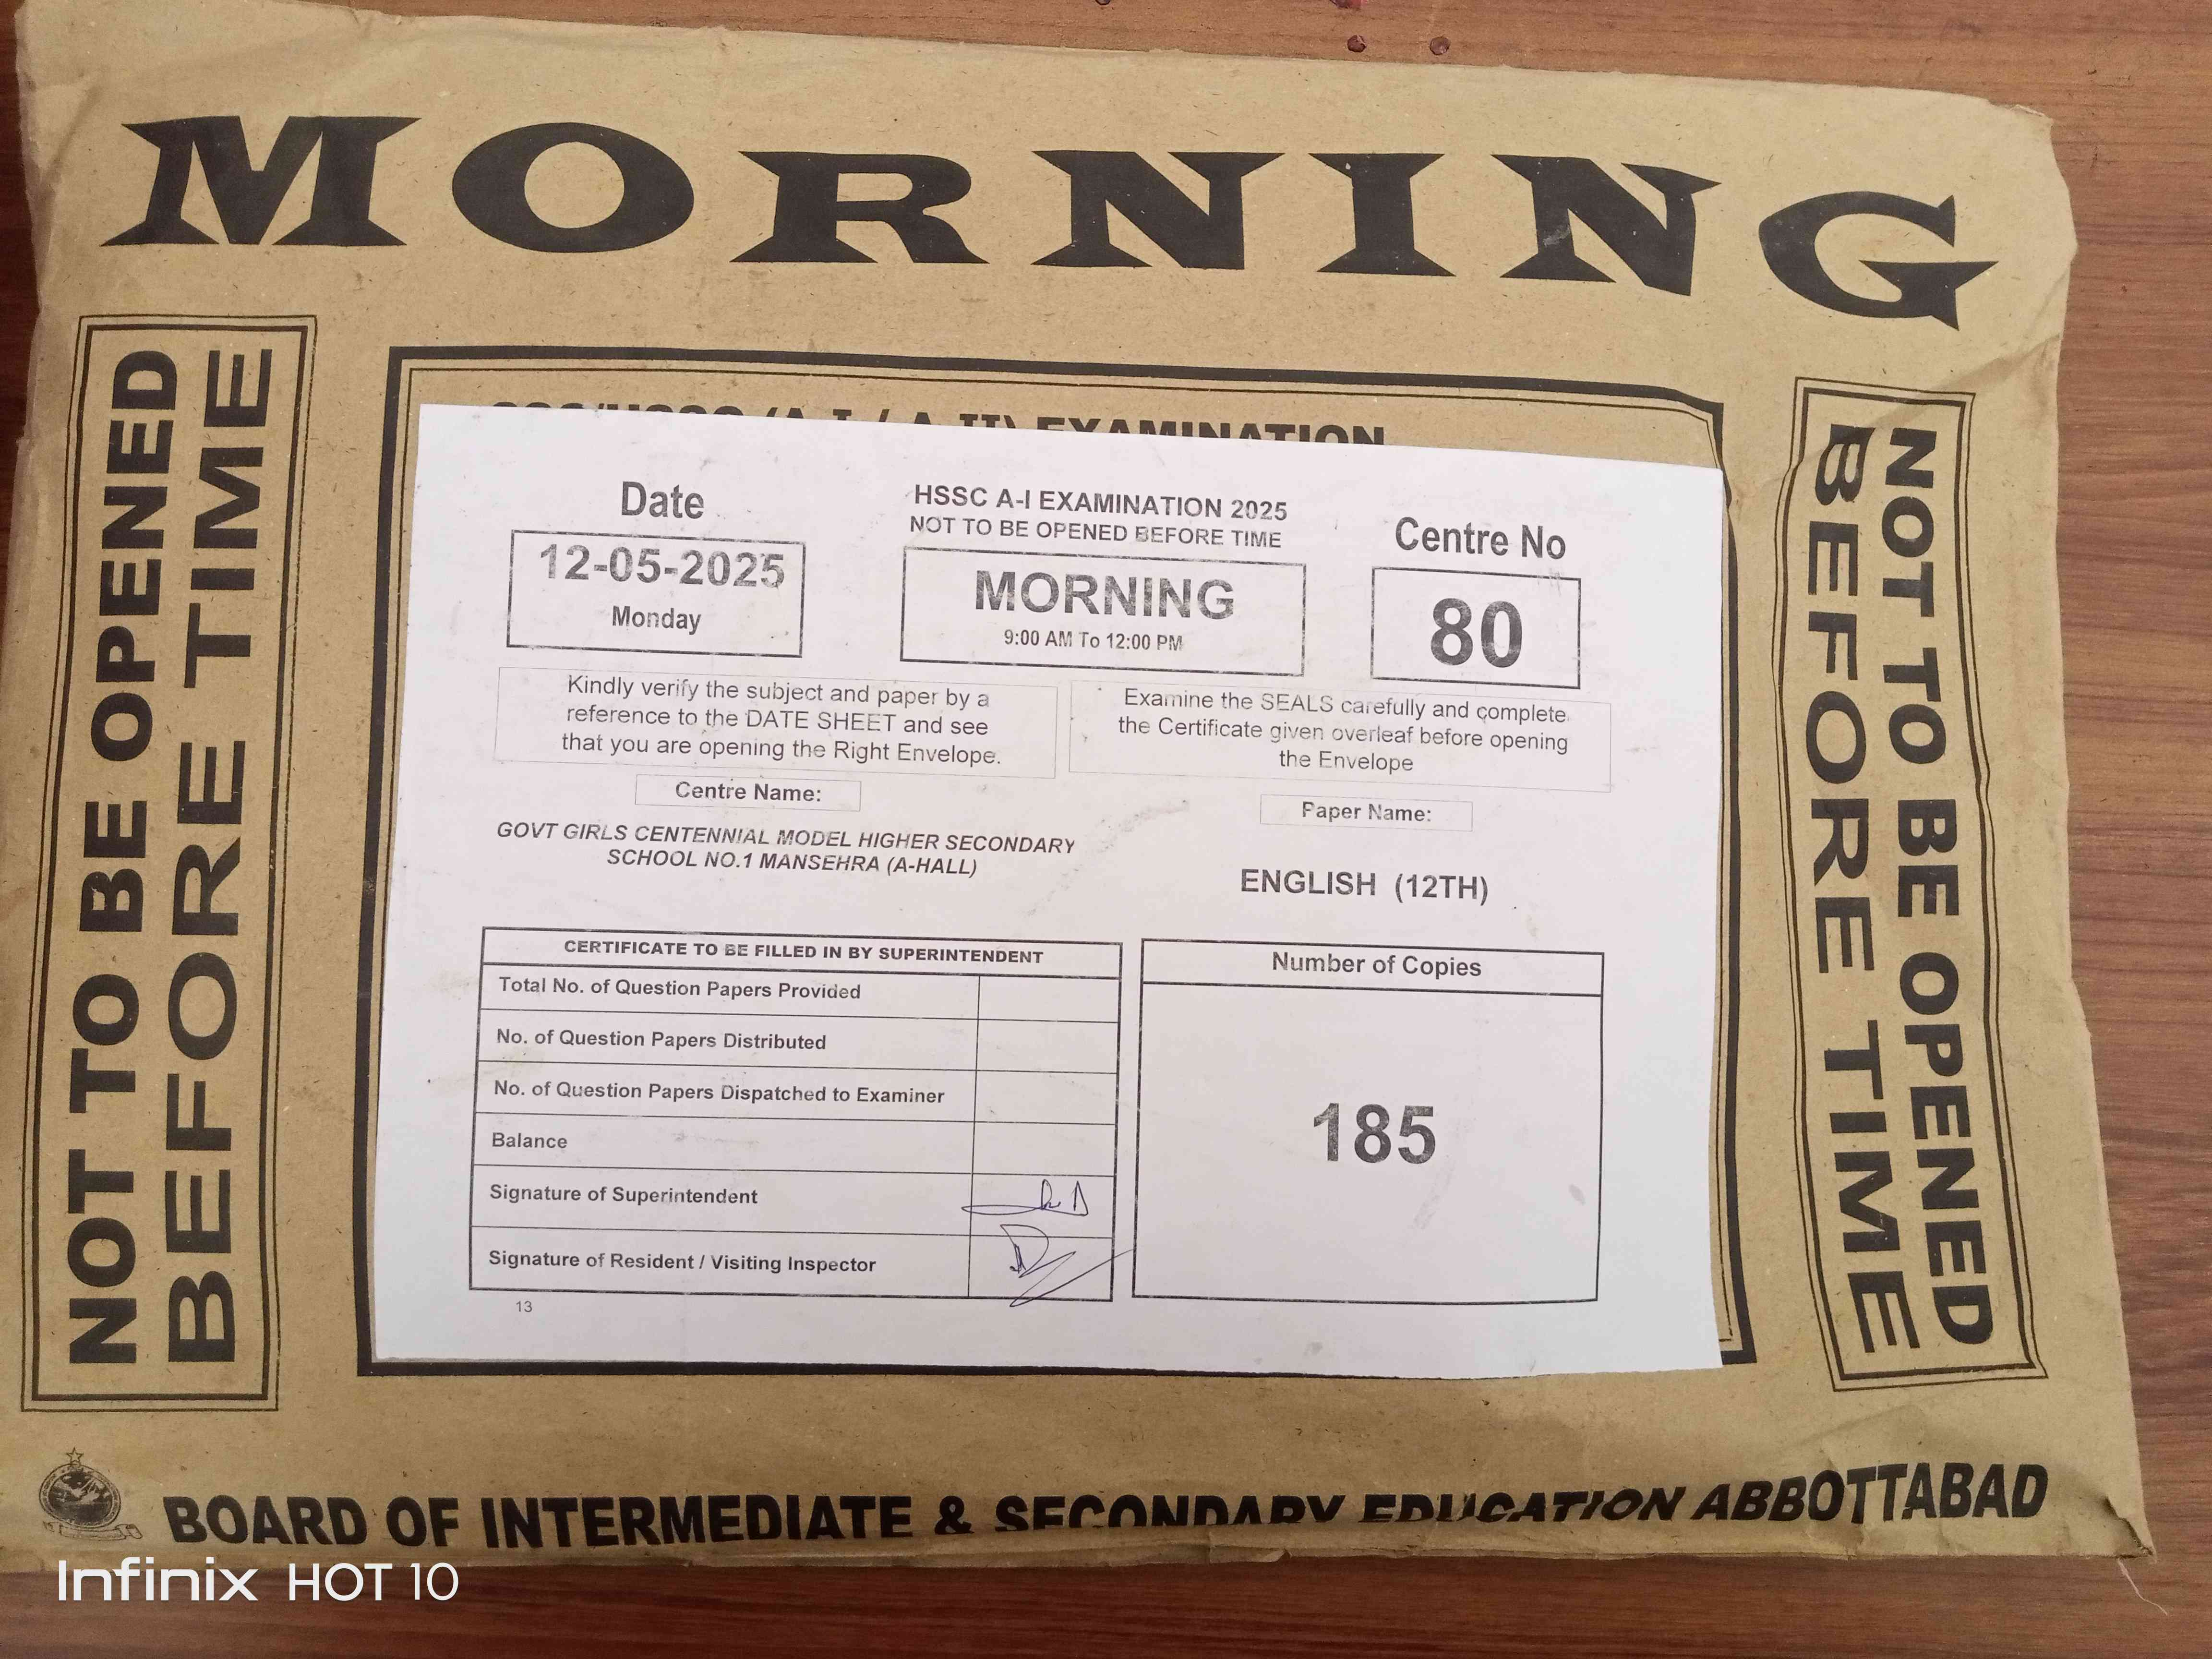 MORNING
NOT TO BE OPENED
BEFORE TIME
NOT TO BE OPENED
BEFORE TIME
SSC/HSSC (A-I / A-II) EXAMINATION
Date
12-05-2025
Monday
HSSC A-I EXAMINATION 2025
NOT TO BE OPENED BEFORE TIME
MORNING
9:00 AM To 12:00 PM
Centre No
80
Kindly verify the subject and paper by a
reference to the DATE SHEET and see
that you are opening the Right Envelope.
Examine the SEALS carefully and complete
the Certificate given overleaf before opening
the Envelope
Centre Name:
GOVT GIRLS CENTENNIAL MODEL HIGHER SECONDARY
SCHOOL NO.1 MANSEHRA (A-HALL)
Paper Name:
ENGLISH (12TH)
CERTIFICATE TO BE FILLED IN BY SUPERINTENDENT
Total No. of Question Papers Provided
No. of Question Papers Distributed
No. of Question Papers Dispatched to Examiner
Balance
Signature of Superintendent
Signature of Resident / Visiting Inspector
13
Number of Copies
185
BOARD OF INTERMEDIATE & SECONDARY EDUCATION ABBOTTABAD
Infinix HOT 10